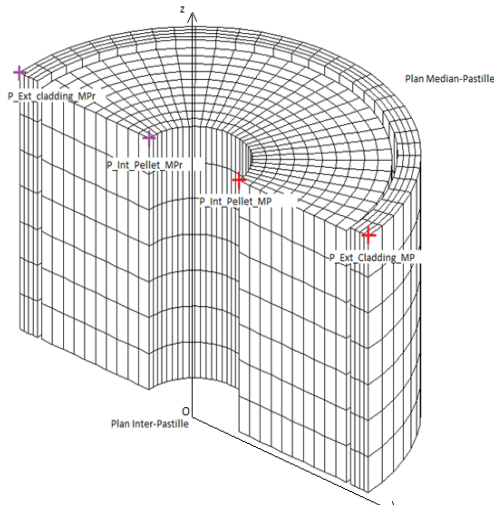 z
Plan Median-Pastille
P_Ext_cladding_MPr
P_Int_Pellet_MPr
P_Int_Pellet_MP
P_Ext_Cladding_MP
O
Plan Inter-Pastille